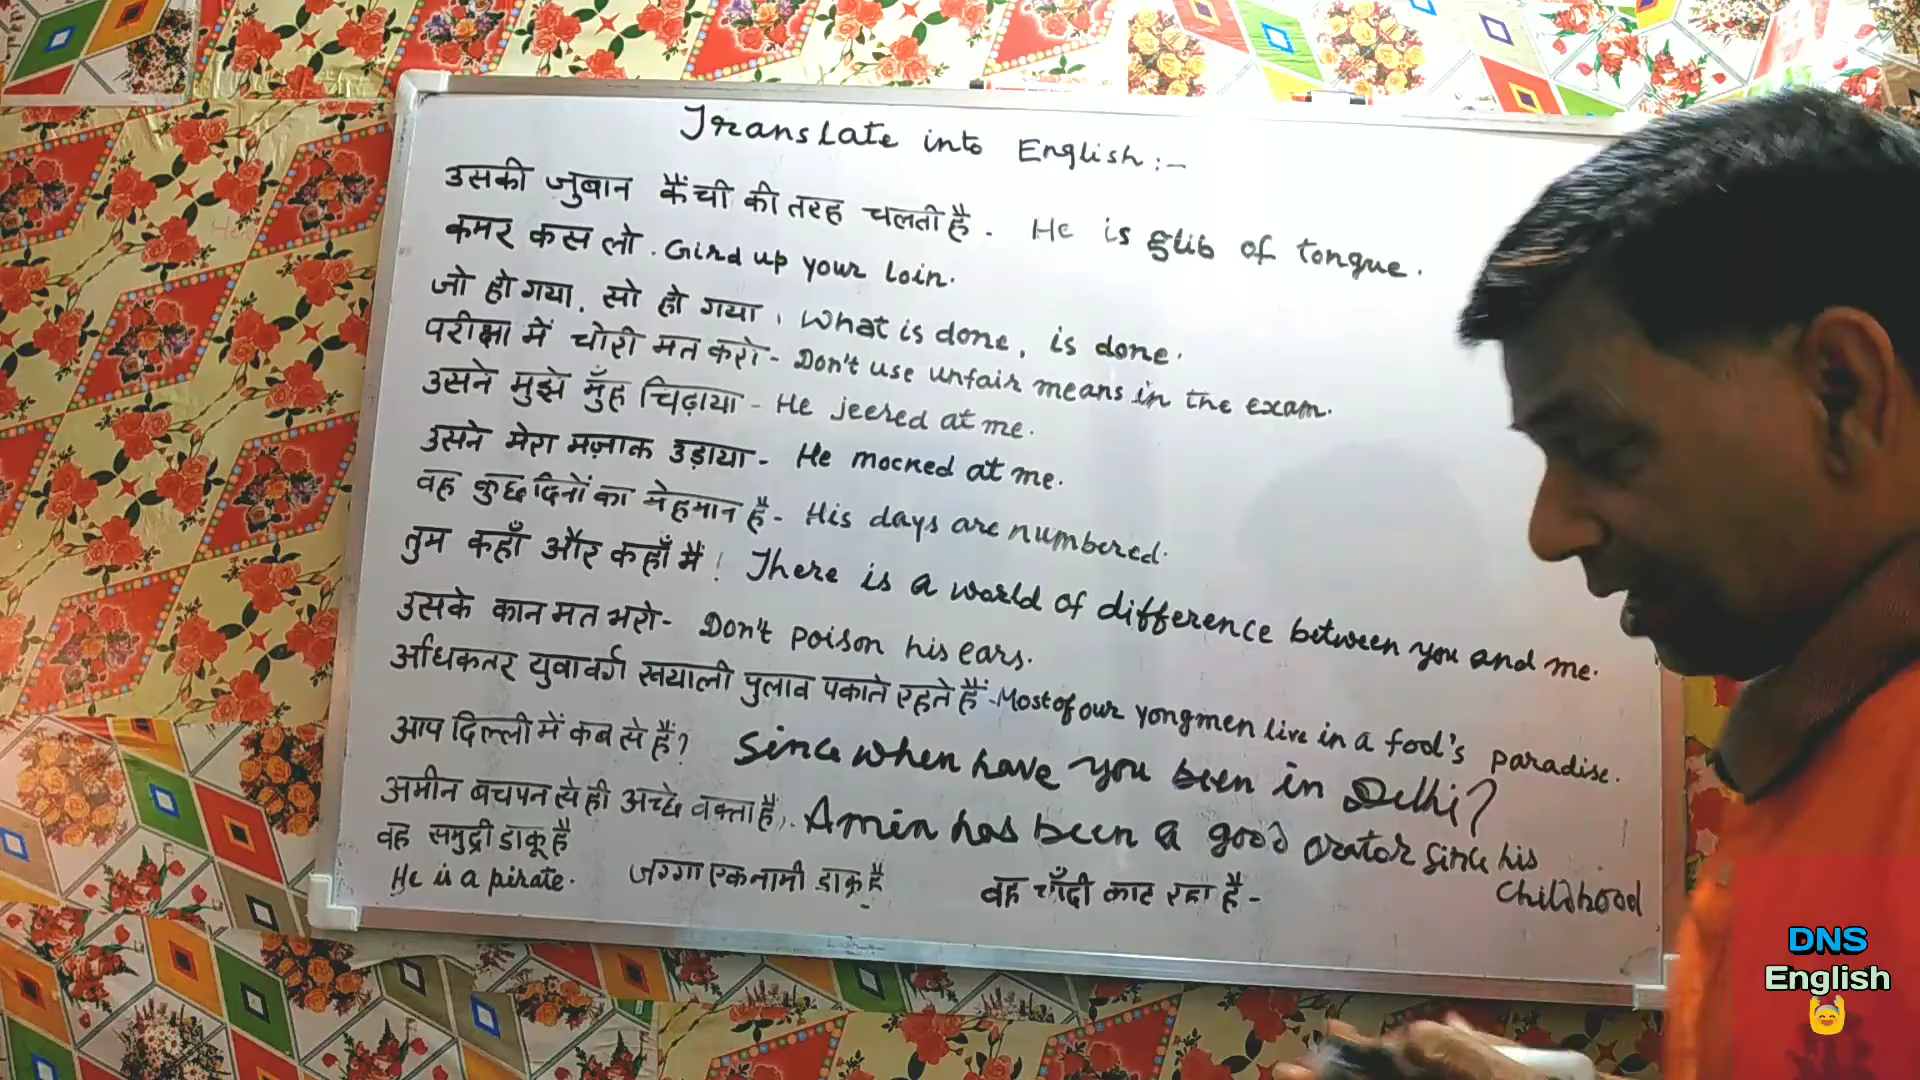 Translate into English:-
उसकी जुबान कैंची की तरह चलती है. He is glib of tongue.
कमर कस लो. Gird up your loin.
जो हो गया, सो हो गया, What is done, is done.
परीक्षा में चोरी मत करो - Don't use unfair means in the exam.
उसने मुझे मुँह चिढ़ाया - He jeered at me.
उसने मेरा मज़ाक उड़ाया - He mocked at me.
वह कुछ दिनों का मेहमान है - His days are numbered.
तुम कहाँ और कहाँ मैं! There is a world of difference between you and me.
उसके कान मत भरो - Don't poison his ears.
अधिकतर युवावर्ग खयाली पुलाव पकाते रहते हैं - Most of our yongmen live in a fool's paradise.
आप दिल्ली में कब से हैं? Since when have you been in Delhi?
अमीन बचपन से ही अच्छे वक्ता हैं, Amin has been a good orator since his childhood
वह समुद्री डाकू है
He is a pirate. जग्गा एक नामी डाकू है वह चाँदी काट रहा है -
DNS
English